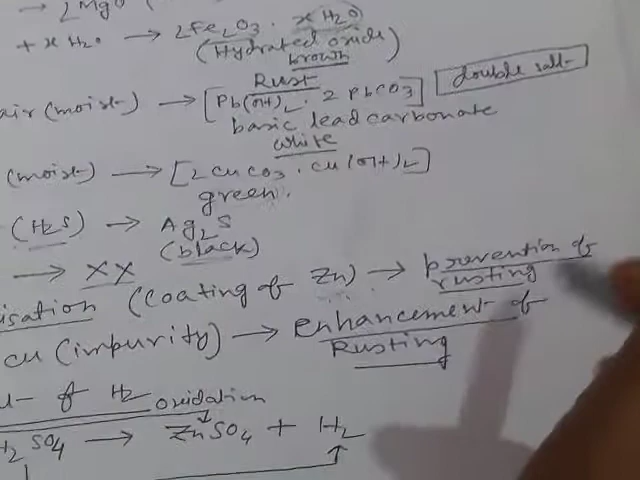 → 2MgO
+ xH₂O → 2Fe₂O₃ · xH₂O
(Hydrated oxide)
brown
Rust
air (moist) → [Pb(OH)₂ · 2PbCO₃] double salt
basic lead carbonate
white
(moist) → [2CuCO₃ · Cu(OH)₂]
green.
(H₂S) → Ag₂S
(black)
→ XX
isation (coating of Zn) → prevention of
rusting
Cu (impurity) → Enhancement of
Rusting
of H₂ oxidation
H₂SO₄ → ZnSO₄ + H₂